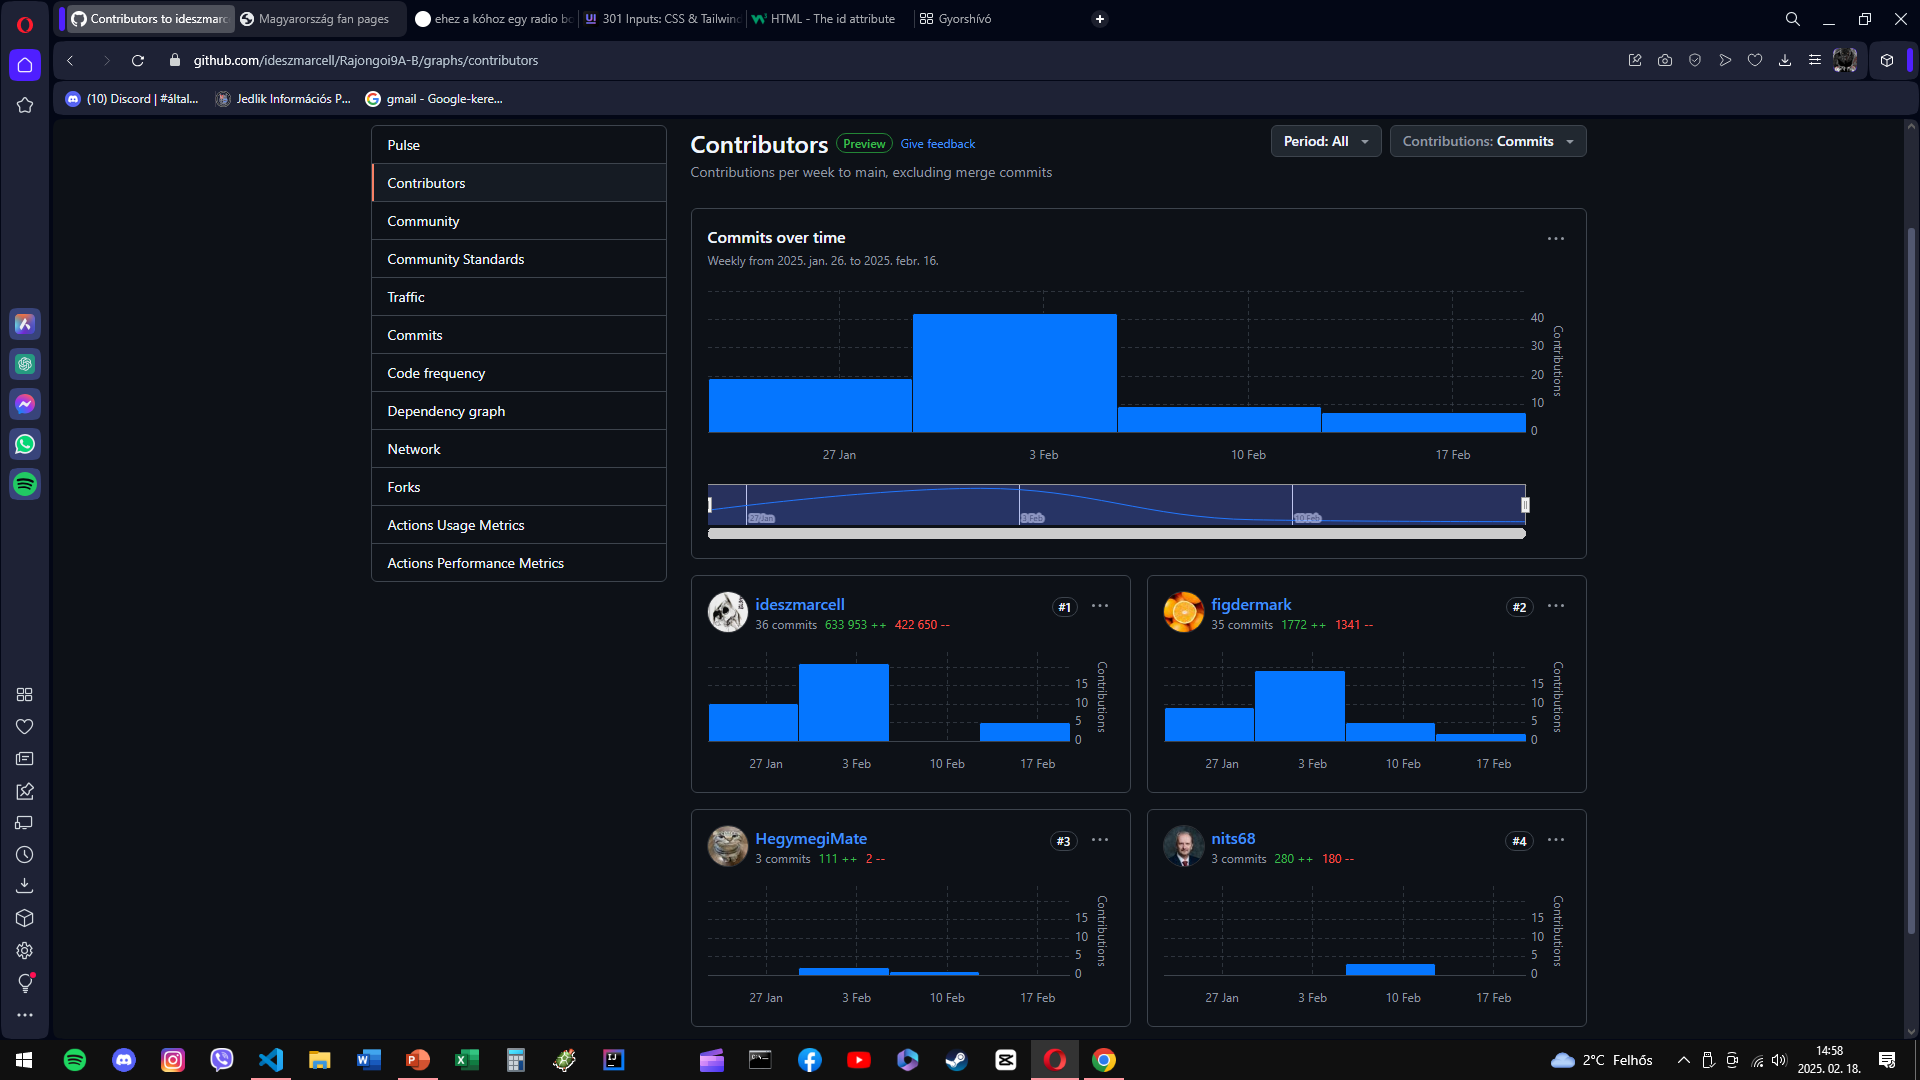 Contributors to ideszmarc
Magyarország fan pages
ehez a kóhoz egy radio bo
301 Inputs: CSS & Tailwind
HTML - The id attribute
Gyorshívó
github.com/ideszmarcell/Rajongoi9A-B/graphs/contributors
(10) Discord | #által...
Jedlik Információs P...
gmail - Google-kere...
Pulse
Contributors
Community
Community Standards
Traffic
Commits
Code frequency
Dependency graph
Network
Forks
Actions Usage Metrics
Actions Performance Metrics
Contributors Preview Give feedback
Period: All
Contributions: Commits
Contributions per week to main, excluding merge commits
Commits over time
Weekly from 2025. jan. 26. to 2025. febr. 16.
40
30
20
10
0
Contributions
27 Jan 3 Feb 10 Feb 17 Feb
27 Jan 3 Feb 10 Feb
ideszmarcell #1
36 commits 633 953 ++ 422 650 --
15
10
5
0
Contributions
27 Jan 3 Feb 10 Feb 17 Feb
figdermark #2
35 commits 1772 ++ 1341 --
15
10
5
0
Contributions
27 Jan 3 Feb 10 Feb 17 Feb
HegymegiMate #3
3 commits 111 ++ 2 --
15
10
5
0
Contributions
27 Jan 3 Feb 10 Feb 17 Feb
nits68 #4
3 commits 280 ++ 180 --
15
10
5
0
Contributions
27 Jan 3 Feb 10 Feb 17 Feb
2°C Felhős
14:58
2025. 02. 18.